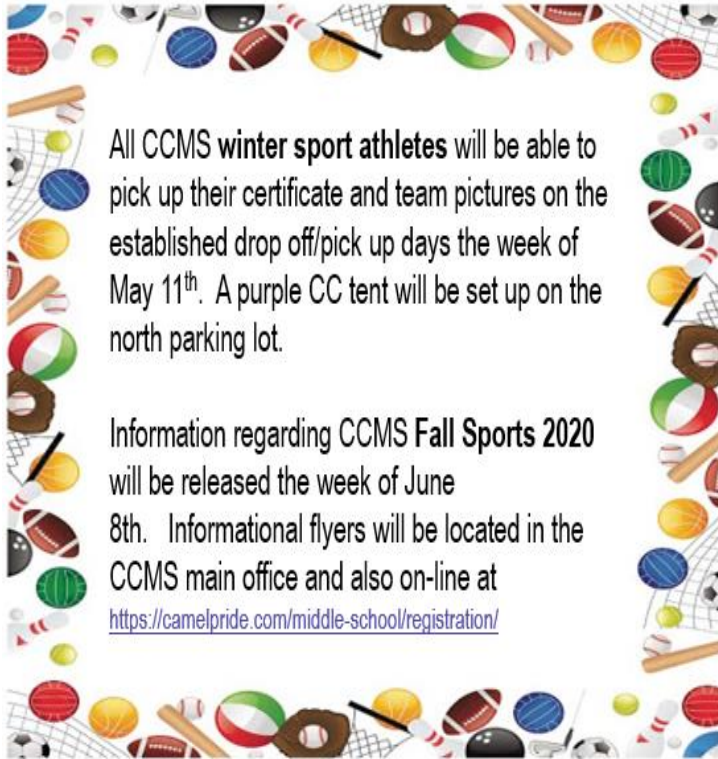 All CCMS winter sport athletes will be able to
pick up their certificate and team pictures on the
established drop off/pick up days the week of
May 11th.  A purple CC tent will be set up on the
north parking lot.
Information regarding CCMS Fall Sports 2020
will be released the week of June
8th.   Informational flyers will be located in the
CCMS main office and also on-line at
https://camelpride.com/middle-school/registration/